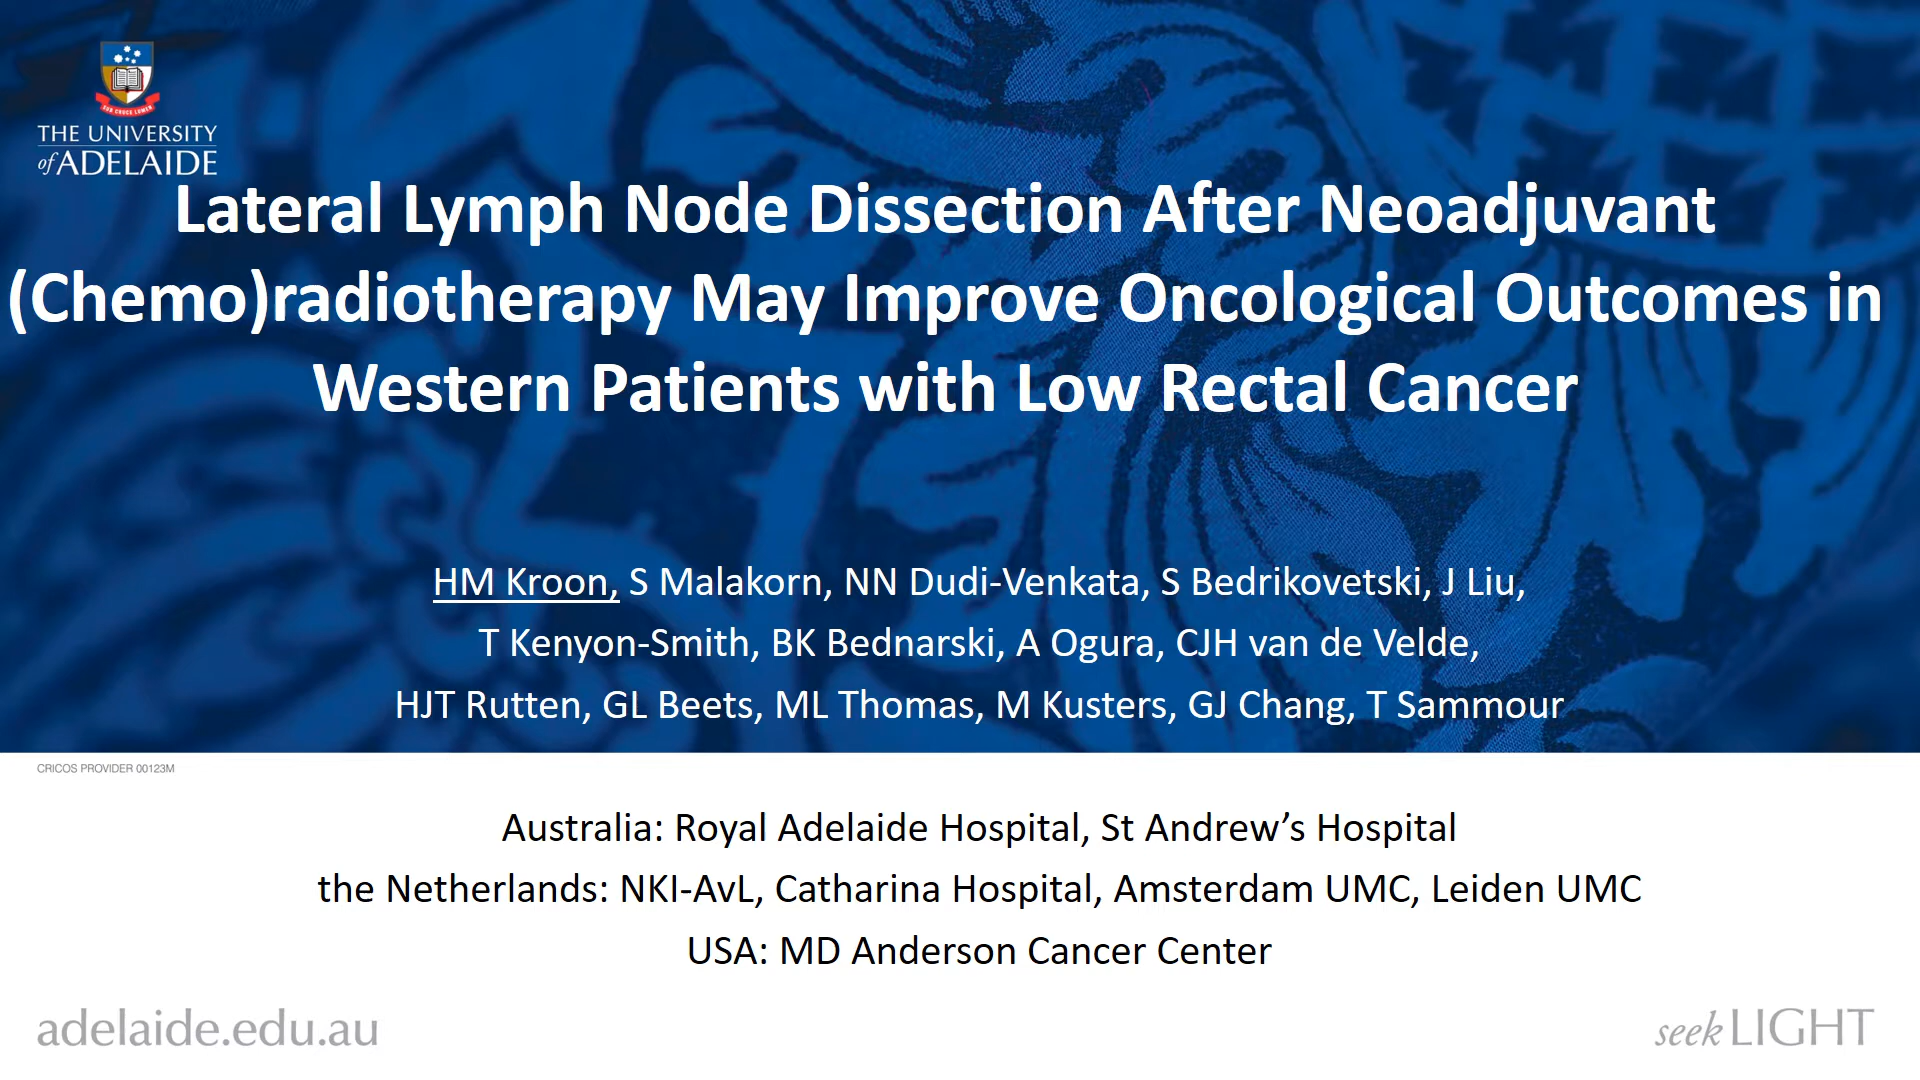 SUB CRUCE LUMEN
THE UNIVERSITY
of ADELAIDE
Lateral Lymph Node Dissection After Neoadjuvant
(Chemo)radiotherapy May Improve Oncological Outcomes in
Western Patients with Low Rectal Cancer
HM Kroon, S Malakorn, NN Dudi-Venkata, S Bedrikovetski, J Liu,
T Kenyon-Smith, BK Bednarski, A Ogura, CJH van de Velde,
HJT Rutten, GL Beets, ML Thomas, M Kusters, GJ Chang, T Sammour
CRICOS PROVIDER 00123M
Australia: Royal Adelaide Hospital, St Andrew’s Hospital
the Netherlands: NKI-AvL, Catharina Hospital, Amsterdam UMC, Leiden UMC
USA: MD Anderson Cancer Center
adelaide.edu.au
seek LIGHT